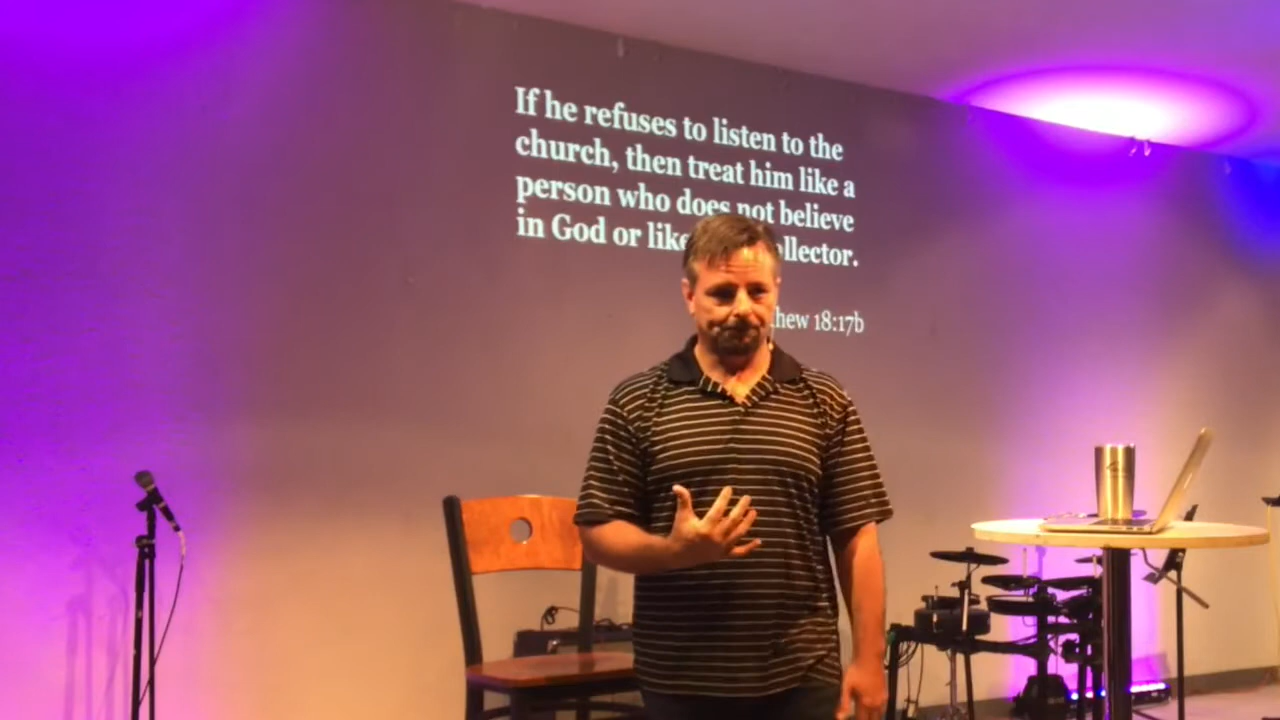 If he refuses to listen to the
church, then treat him like a
person who does not believe
in God or like llector.
hew 18:17b